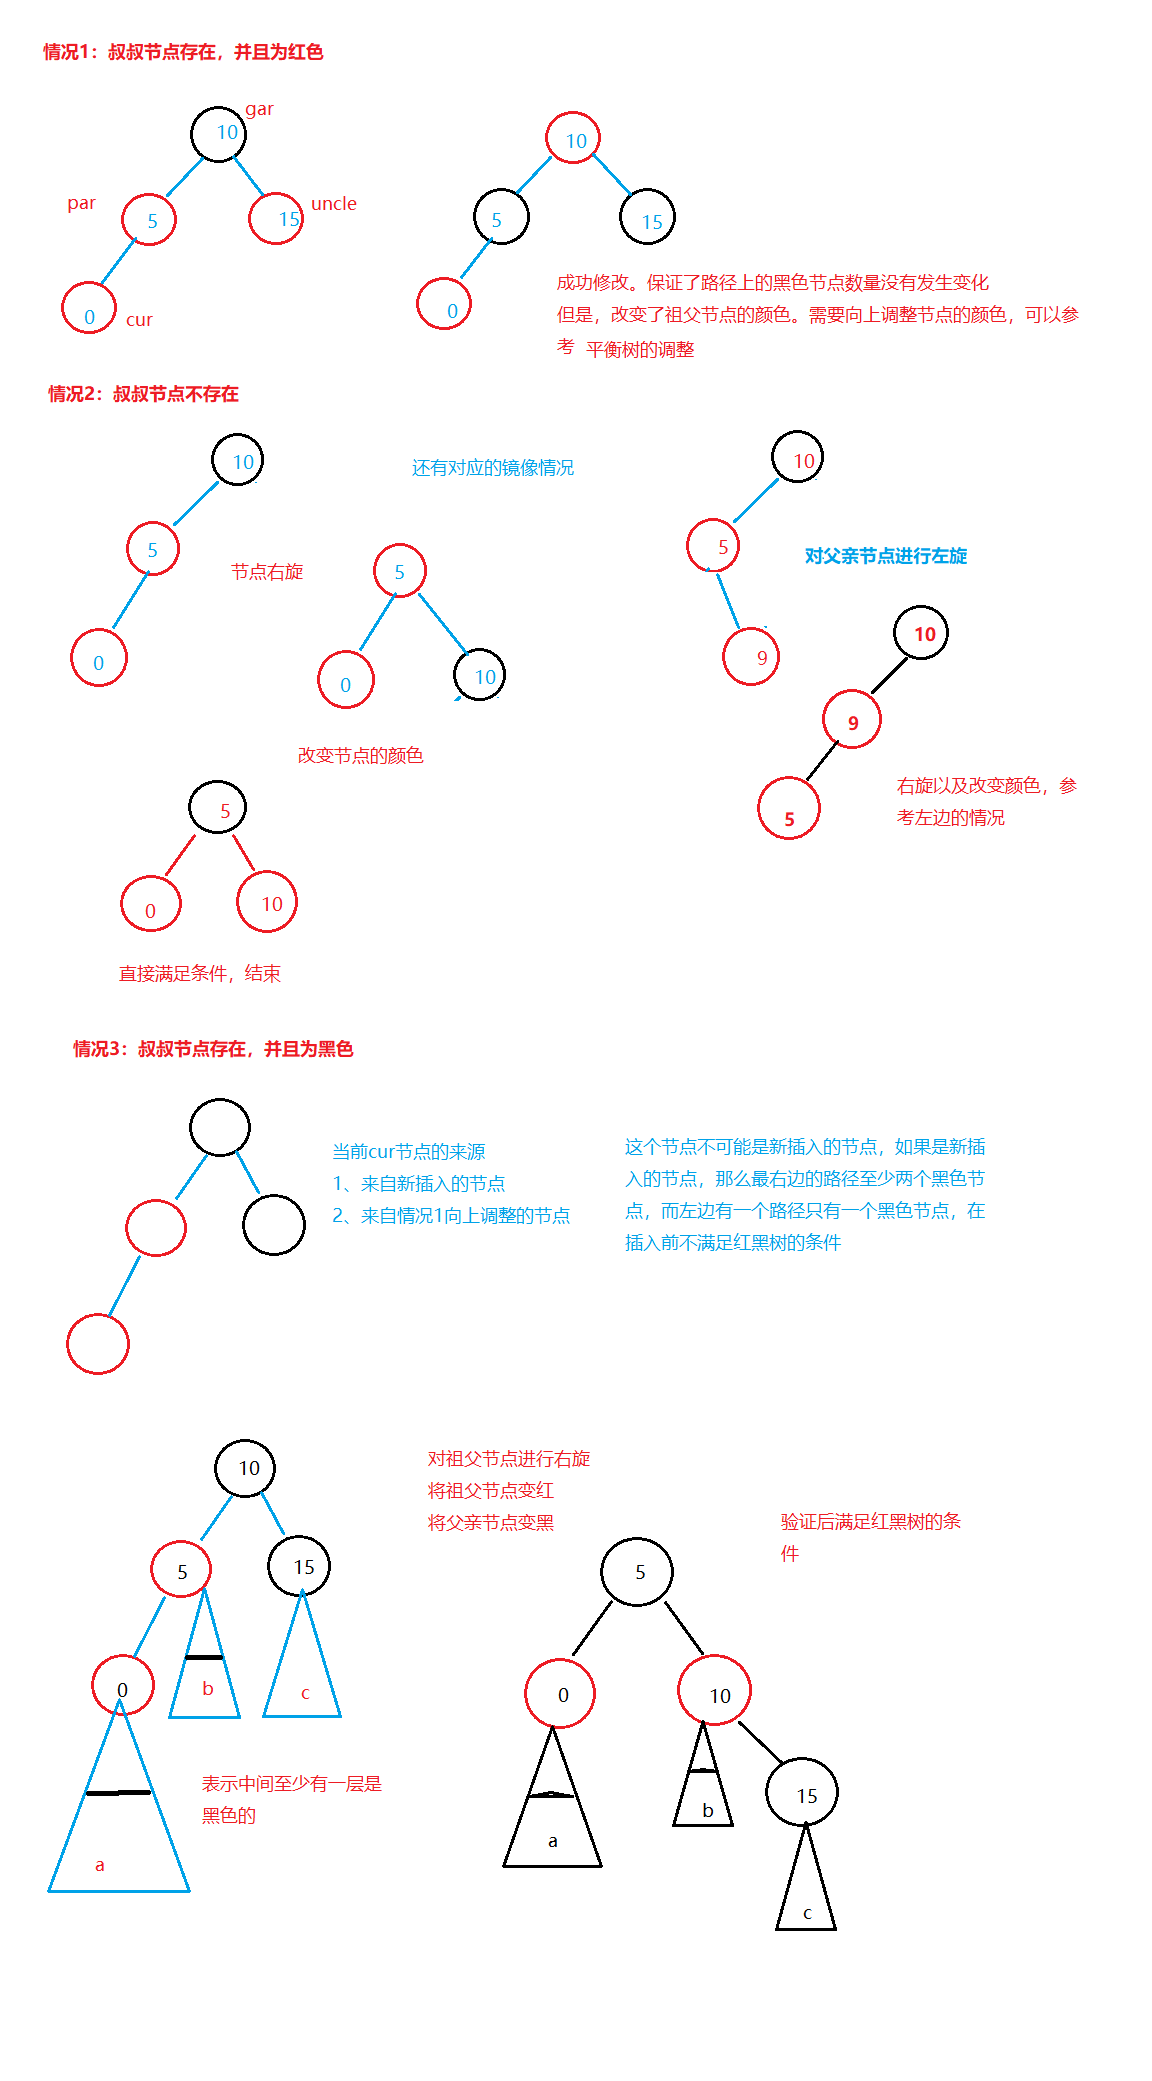 情况1：叔叔节点存在，并且为红色
gar
10
10
par
5
15
uncle
5
15
0
cur
0
成功修改。保证了路径上的黑色节点数量没有发生变化
但是，改变了祖父节点的颜色。需要向上调整节点的颜色，可以参
考 平衡树的调整
情况2：叔叔节点不存在
10
还有对应的镜像情况
10
5
5
节点右旋
5
对父亲节点进行左旋
0
0
10
9
10
9
改变节点的颜色
右旋以及改变颜色，参
考左边的情况
5
5
0
10
直接满足条件，结束
情况3：叔叔节点存在，并且为黑色
当前cur节点的来源
1、来自新插入的节点
2、来自情况1向上调整的节点
这个节点不可能是新插入的节点，如果是新插
入的节点，那么最右边的路径至少两个黑色节
点，而左边有一个路径只有一个黑色节点，在
插入前不满足红黑树的条件
10
对祖父节点进行右旋
将祖父节点变红
将父亲节点变黑
验证后满足红黑树的条
件
5
15
5
0
b
c
0
10
表示中间至少有一层是
黑色的
a
a
b
15
c